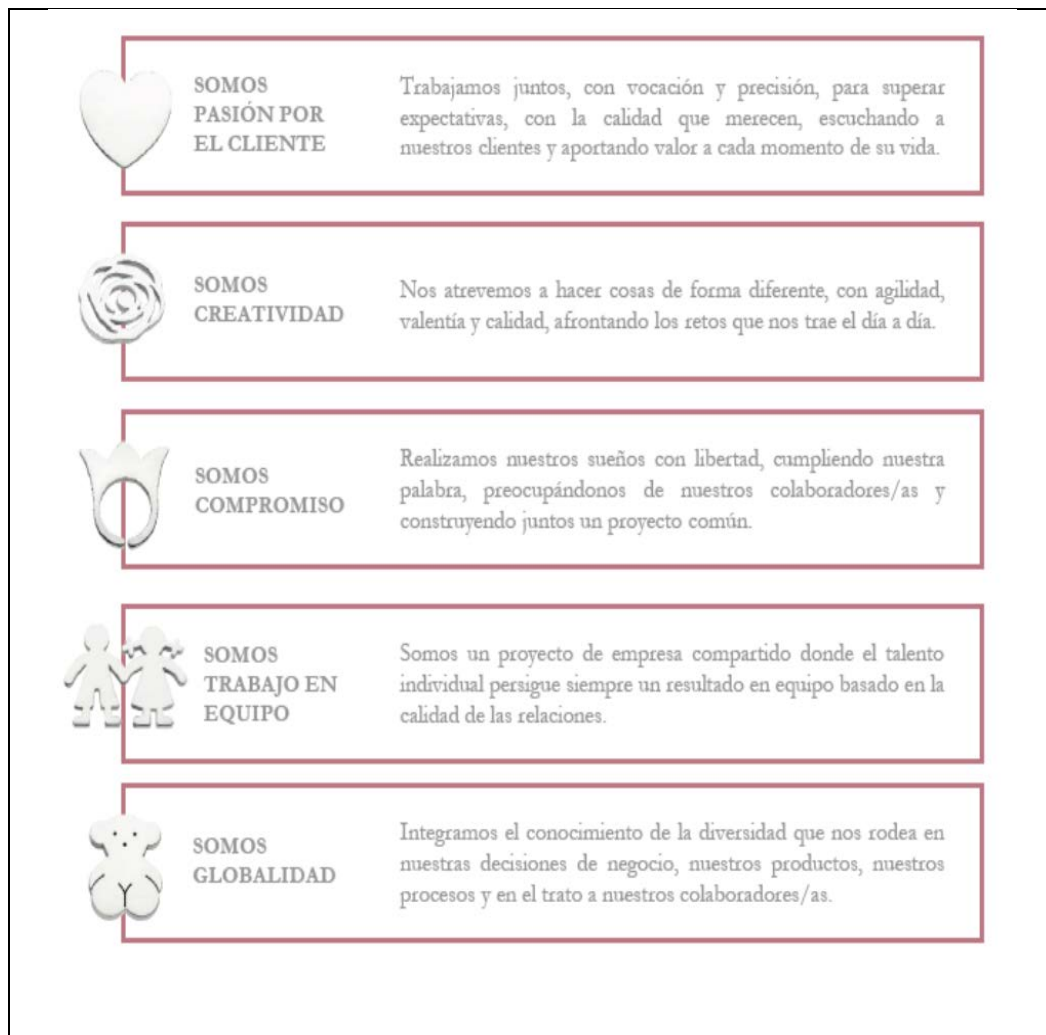 SOMOS
PASIÓN POR
EL CLIENTE
Trabajamos juntos, con vocación y precisión, para superar
expectativas, con la calidad que merecen, escuchando a
nuestros clientes y aportando valor a cada momento de su vida.
SOMOS
CREATIVIDAD
Nos atrevemos a hacer cosas de forma diferente, con agilidad,
valentía y calidad, afrontando los retos que nos trae el día a día.
SOMOS
COMPROMISO
Realizamos nuestros sueños con libertad, cumpliendo nuestra
palabra, preocupándonos de nuestros colaboradores/as y
construyendo juntos un proyecto común.
SOMOS
TRABAJO EN
EQUIPO
Somos un proyecto de empresa compartido donde el talento
individual persigue siempre un resultado en equipo basado en la
calidad de las relaciones.
SOMOS
GLOBALIDAD
Integramos el conocimiento de la diversidad que nos rodea en
nuestras decisiones de negocio, nuestros productos, nuestros
procesos y en el trato a nuestros colaboradores/as.